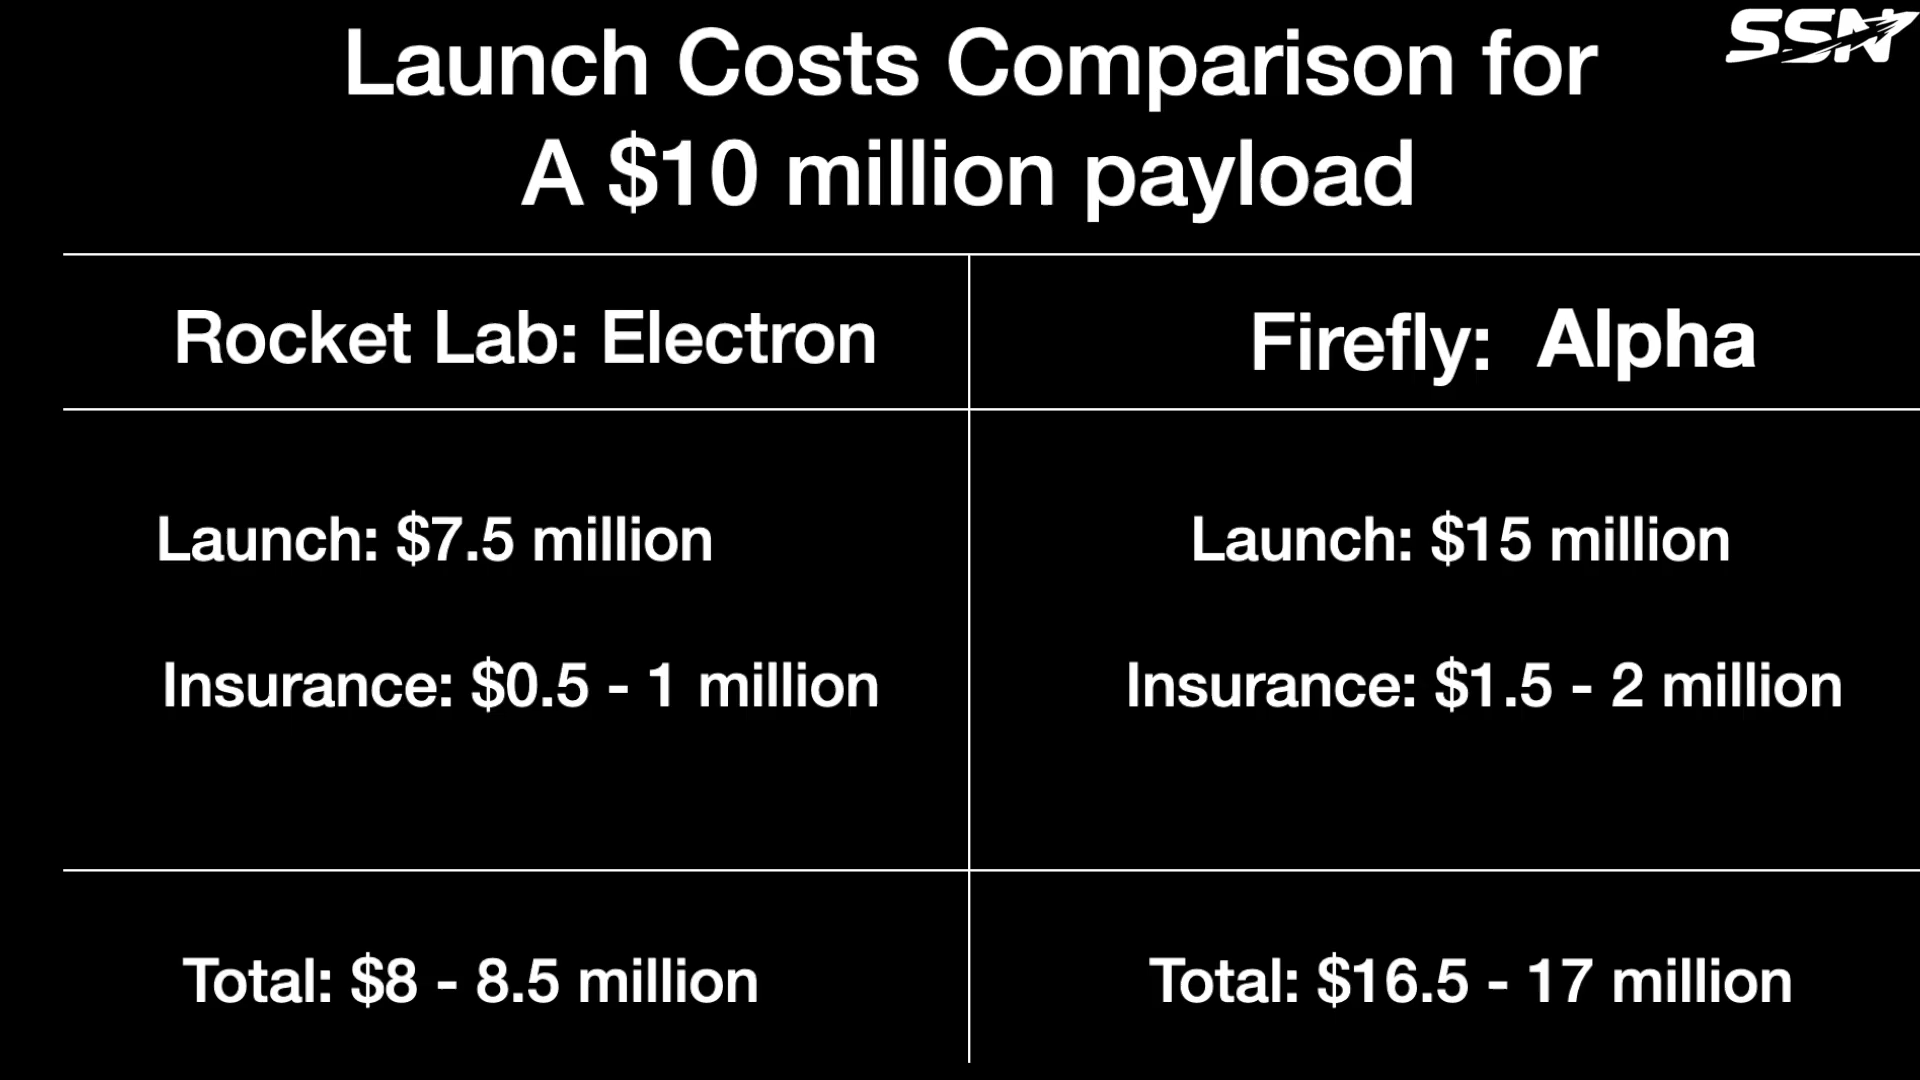 SSN
Launch Costs Comparison for
A $10 million payload
Rocket Lab: Electron
Firefly: Alpha
Launch: $7.5 million
Launch: $15 million
Insurance: $0.5 - 1 million
Insurance: $1.5 - 2 million
Total: $8 - 8.5 million
Total: $16.5 - 17 million